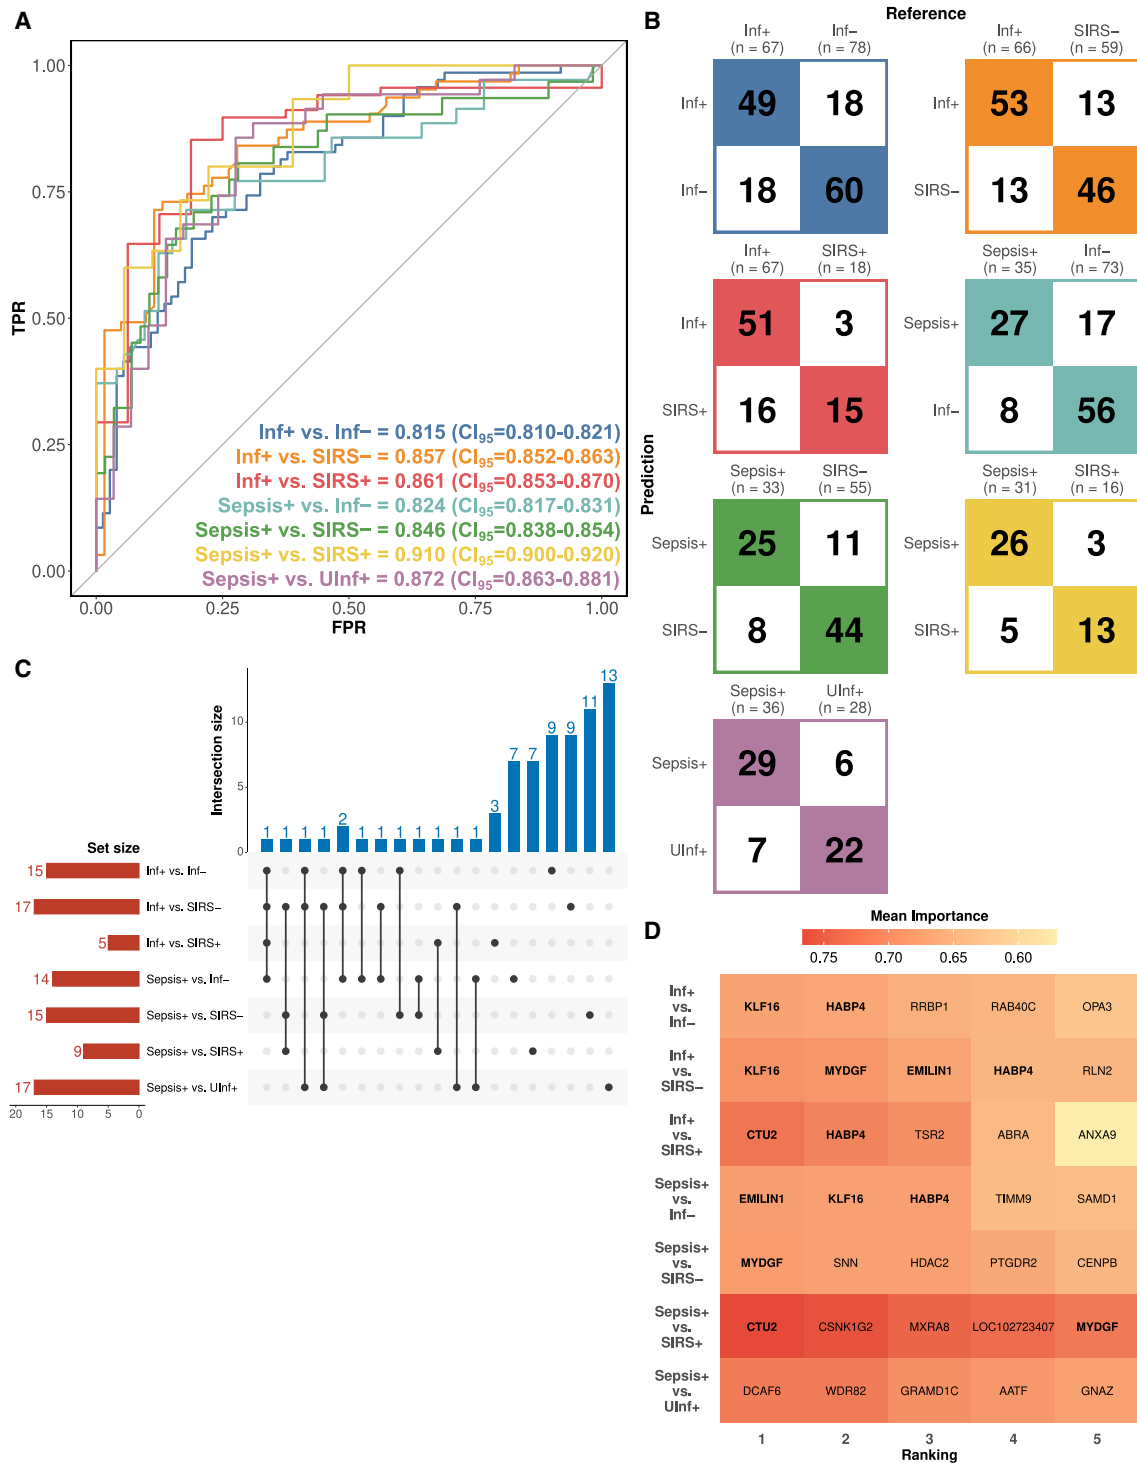 A
1.00
0.75
0.50
0.25
0.00
TPR
0.00
0.25
0.50
0.75
1.00
FPR
Inf+ vs. Inf− = 0.815 (CI95=0.810-0.821)
Inf+ vs. SIRS− = 0.857 (CI95=0.852-0.863)
Inf+ vs. SIRS+ = 0.861 (CI95=0.853-0.870)
Sepsis+ vs. Inf− = 0.824 (CI95=0.817-0.831)
Sepsis+ vs. SIRS− = 0.846 (CI95=0.838-0.854)
Sepsis+ vs. SIRS+ = 0.910 (CI95=0.900-0.920)
Sepsis+ vs. UInf+ = 0.872 (CI95=0.863-0.881)
B
Reference
Prediction
Inf+ Inf−
(n = 67) (n = 78)
Inf+ 49 18
Inf− 18 60
Inf+ SIRS−
(n = 66) (n = 59)
Inf+ 53 13
SIRS− 13 46
Inf+ SIRS+
(n = 67) (n = 18)
Inf+ 51 3
SIRS+ 16 15
Sepsis+ Inf−
(n = 35) (n = 73)
Sepsis+ 27 17
Inf− 8 56
Sepsis+ SIRS−
(n = 33) (n = 55)
Sepsis+ 25 11
SIRS− 8 44
Sepsis+ SIRS+
(n = 31) (n = 16)
Sepsis+ 26 3
SIRS+ 5 13
Sepsis+ UInf+
(n = 36) (n = 28)
Sepsis+ 29 6
UInf+ 7 22
C
Intersection size
10
5
0
1 1 1 1 2 1 1 1 1 1 1 1 3 7 7 9 9 11 13
Set size
15 Inf+ vs. Inf−
17 Inf+ vs. SIRS−
5 Inf+ vs. SIRS+
14 Sepsis+ vs. Inf−
15 Sepsis+ vs. SIRS−
9 Sepsis+ vs. SIRS+
17 Sepsis+ vs. UInf+
20 15 10 5 0
D
Mean Importance
0.75 0.70 0.65 0.60
Inf+
vs.
Inf−
KLF16 HABP4 RRBP1 RAB40C OPA3
Inf+
vs.
SIRS−
KLF16 MYDGF EMILIN1 HABP4 RLN2
Inf+
vs.
SIRS+
CTU2 HABP4 TSR2 ABRA ANXA9
Sepsis+
vs.
Inf−
EMILIN1 KLF16 HABP4 TIMM9 SAMD1
Sepsis+
vs.
SIRS−
MYDGF SNN HDAC2 PTGDR2 CENPB
Sepsis+
vs.
SIRS+
CTU2 CSNK1G2 MXRA8 LOC102723407 MYDGF
Sepsis+
vs.
UInf+
DCAF6 WDR82 GRAMD1C AATF GNAZ
1 2 3 4 5
Ranking